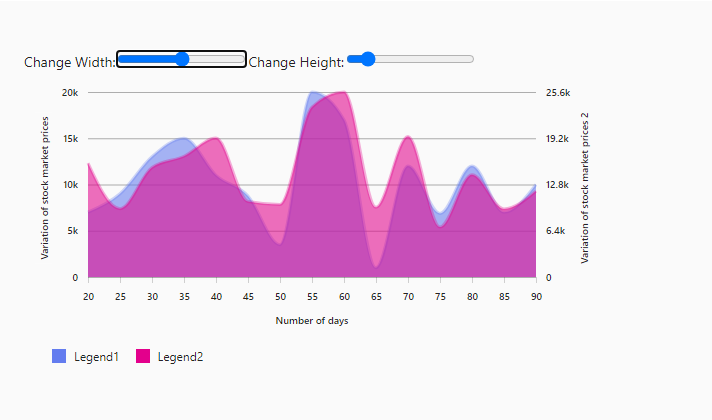 Change Width: Change Height:
20k 25.6k
15k 19.2k
10k 12.8k
5k 6.4k
0 0
Variation of stock market prices
Variation of stock market prices 2
20 25 30 35 40 45 50 55 60 65 70 75 80 85 90
Number of days
Legend1 Legend2